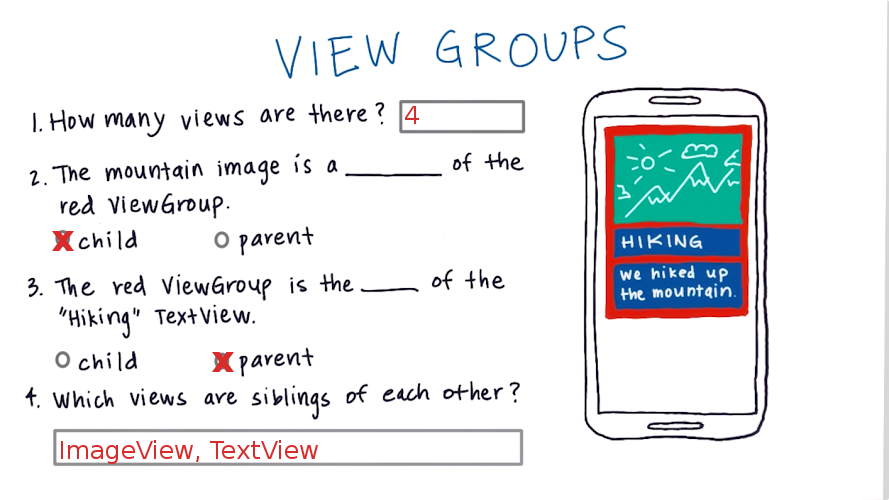 VIEW GROUPS
1. How many views are there? 4
2. The mountain image is a ________ of the
red ViewGroup.
child parent
3. The red ViewGroup is the _____ of the
"Hiking" TextView.
child parent
4. Which views are siblings of each other?
ImageView, TextView
HIKING
We hiked up
the mountain.